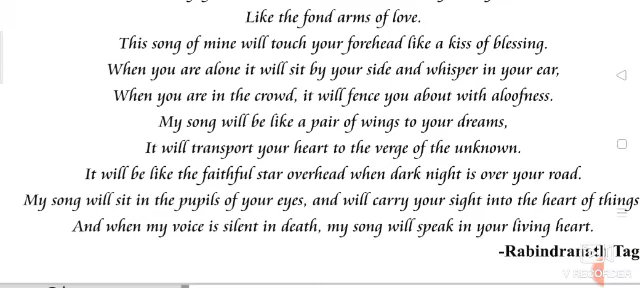 Like the fond arms of love.
This song of mine will touch your forehead like a kiss of blessing.
When you are alone it will sit by your side and whisper in your ear,
When you are in the crowd, it will fence you about with aloofness.
My song will be like a pair of wings to your dreams,
It will transport your heart to the verge of the unknown.
It will be like the faithful star overhead when dark night is over your road.
My song will sit in the pupils of your eyes, and will carry your sight into the heart of things
And when my voice is silent in death, my song will speak in your living heart.
-Rabindranath Tag
V RECORDER